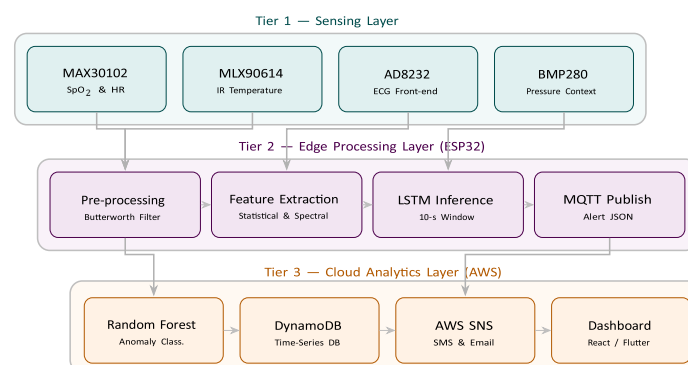 Tier 1 — Sensing Layer
MAX30102
SpO2 & HR
MLX90614
IR Temperature
AD8232
ECG Front-end
BMP280
Pressure Context
Tier 2 — Edge Processing Layer (ESP32)
Pre-processing
Butterworth Filter
Feature Extraction
Statistical & Spectral
LSTM Inference
10-s Window
MQTT Publish
Alert JSON
Tier 3 — Cloud Analytics Layer (AWS)
Random Forest
Anomaly Class.
DynamoDB
Time-Series DB
AWS SNS
SMS & Email
Dashboard
React / Flutter